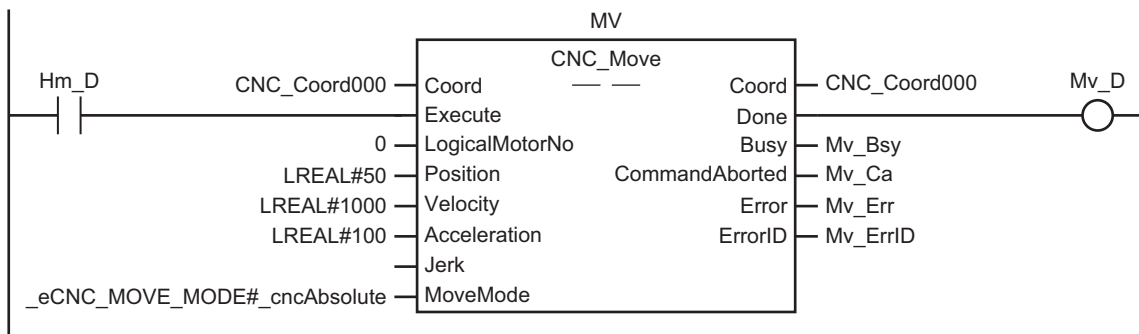 MV
CNC_Move
Hm_D
CNC_Coord000 Coord Coord CNC_Coord000 Mv_D
Execute Done
0 LogicalMotorNo Busy Mv_Bsy
LREAL#50 Position CommandAborted Mv_Ca
LREAL#1000 Velocity Error Mv_Err
LREAL#100 Acceleration ErrorID Mv_ErrID
Jerk
_eCNC_MOVE_MODE#_cncAbsolute MoveMode